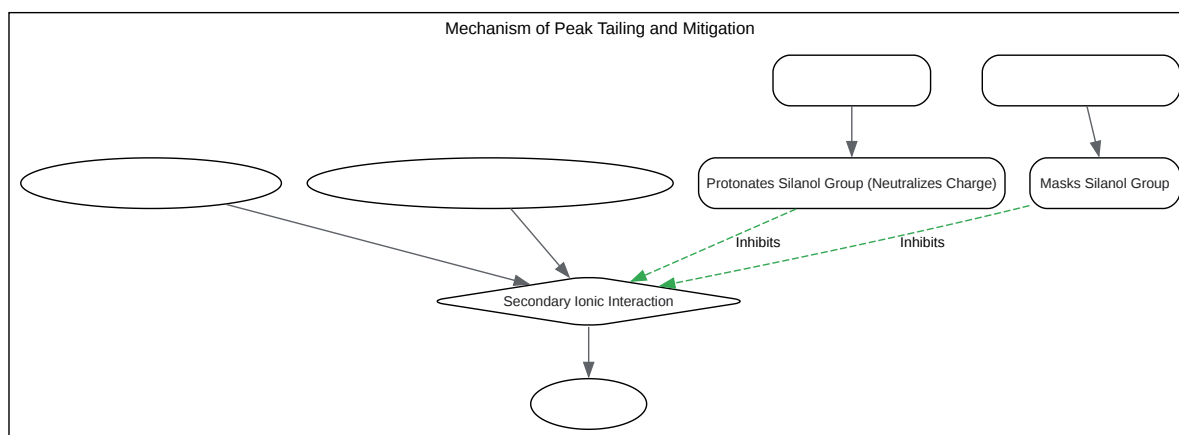 Mechanism of Peak Tailing and Mitigation
Protonates Silanol Group (Neutralizes Charge)
Masks Silanol Group
Inhibits
Inhibits
Secondary Ionic Interaction